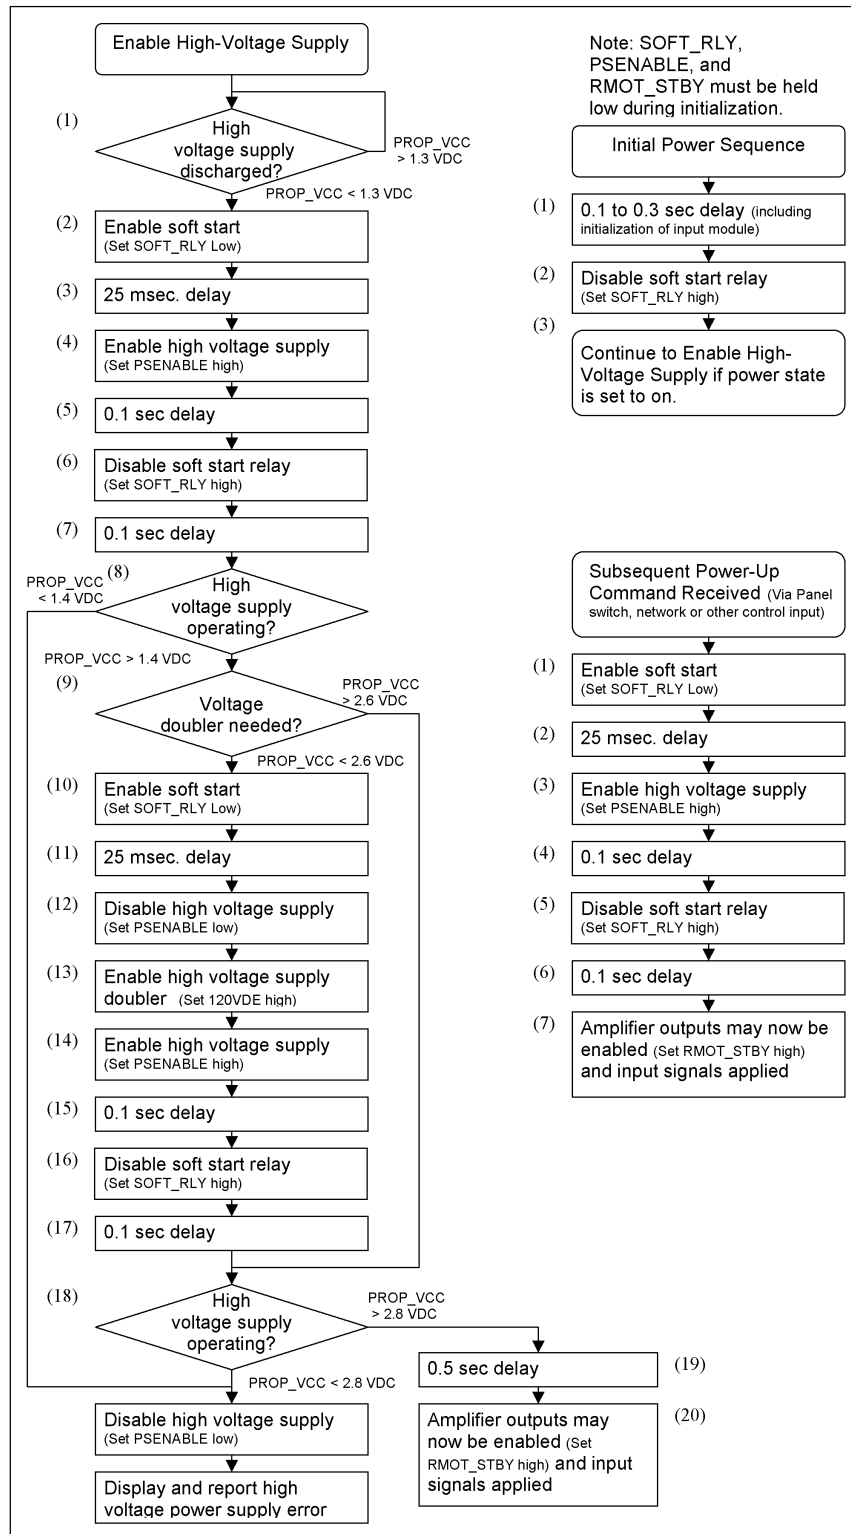 Enable High-Voltage Supply
(1)
High
voltage supply
discharged?
PROP_VCC
> 1.3 VDC
PROP_VCC < 1.3 VDC
(2)
Enable soft start
(Set SOFT_RLY Low)
(3)
25 msec. delay
(4)
Enable high voltage supply
(Set PSENABLE high)
(5)
0.1 sec delay
(6)
Disable soft start relay
(Set SOFT_RLY high)
(7)
0.1 sec delay
(8)
PROP_VCC
< 1.4 VDC
High
voltage supply
operating?
PROP_VCC > 1.4 VDC
(9)
Voltage
doubler needed?
PROP_VCC
> 2.6 VDC
PROP_VCC < 2.6 VDC
(10)
Enable soft start
(Set SOFT_RLY Low)
(11)
25 msec. delay
(12)
Disable high voltage supply
(Set PSENABLE low)
(13)
Enable high voltage supply
doubler (Set 120VDE high)
(14)
Enable high voltage supply
(Set PSENABLE high)
(15)
0.1 sec delay
(16)
Disable soft start relay
(Set SOFT_RLY high)
(17)
0.1 sec delay
(18)
High
voltage supply
operating?
PROP_VCC
> 2.8 VDC
PROP_VCC < 2.8 VDC
Disable high voltage supply
(Set PSENABLE low)
Display and report high
voltage power supply error
0.5 sec delay
(19)
Amplifier outputs may
now be enabled (Set
RMOT_STBY high) and input
signals applied
(20)
Note: SOFT_RLY,
PSENABLE, and
RMOT_STBY must be held
low during initialization.
Initial Power Sequence
(1)
0.1 to 0.3 sec delay (including
initialization of input module)
(2)
Disable soft start relay
(Set SOFT_RLY high)
(3)
Continue to Enable High-
Voltage Supply if power state
is set to on.
Subsequent Power-Up
Command Received (Via Panel
switch, network or other control input)
(1)
Enable soft start
(Set SOFT_RLY Low)
(2)
25 msec. delay
(3)
Enable high voltage supply
(Set PSENABLE high)
(4)
0.1 sec delay
(5)
Disable soft start relay
(Set SOFT_RLY high)
(6)
0.1 sec delay
(7)
Amplifier outputs may now be
enabled (Set RMOT_STBY high)
and input signals applied